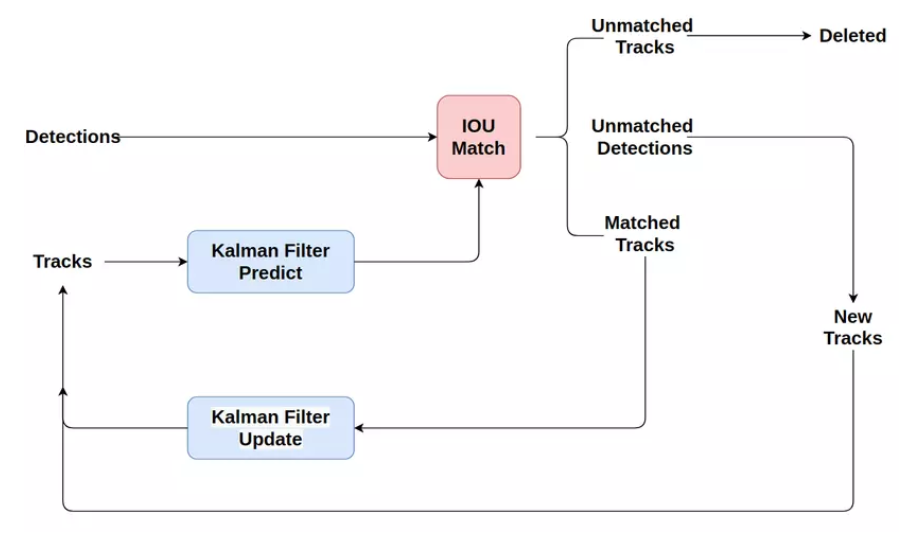 Unmatched
Tracks
Deleted
Detections
IOU
Match
Unmatched
Detections
Matched
Tracks
Tracks
Kalman Filter
Predict
New
Tracks
Kalman Filter
Update